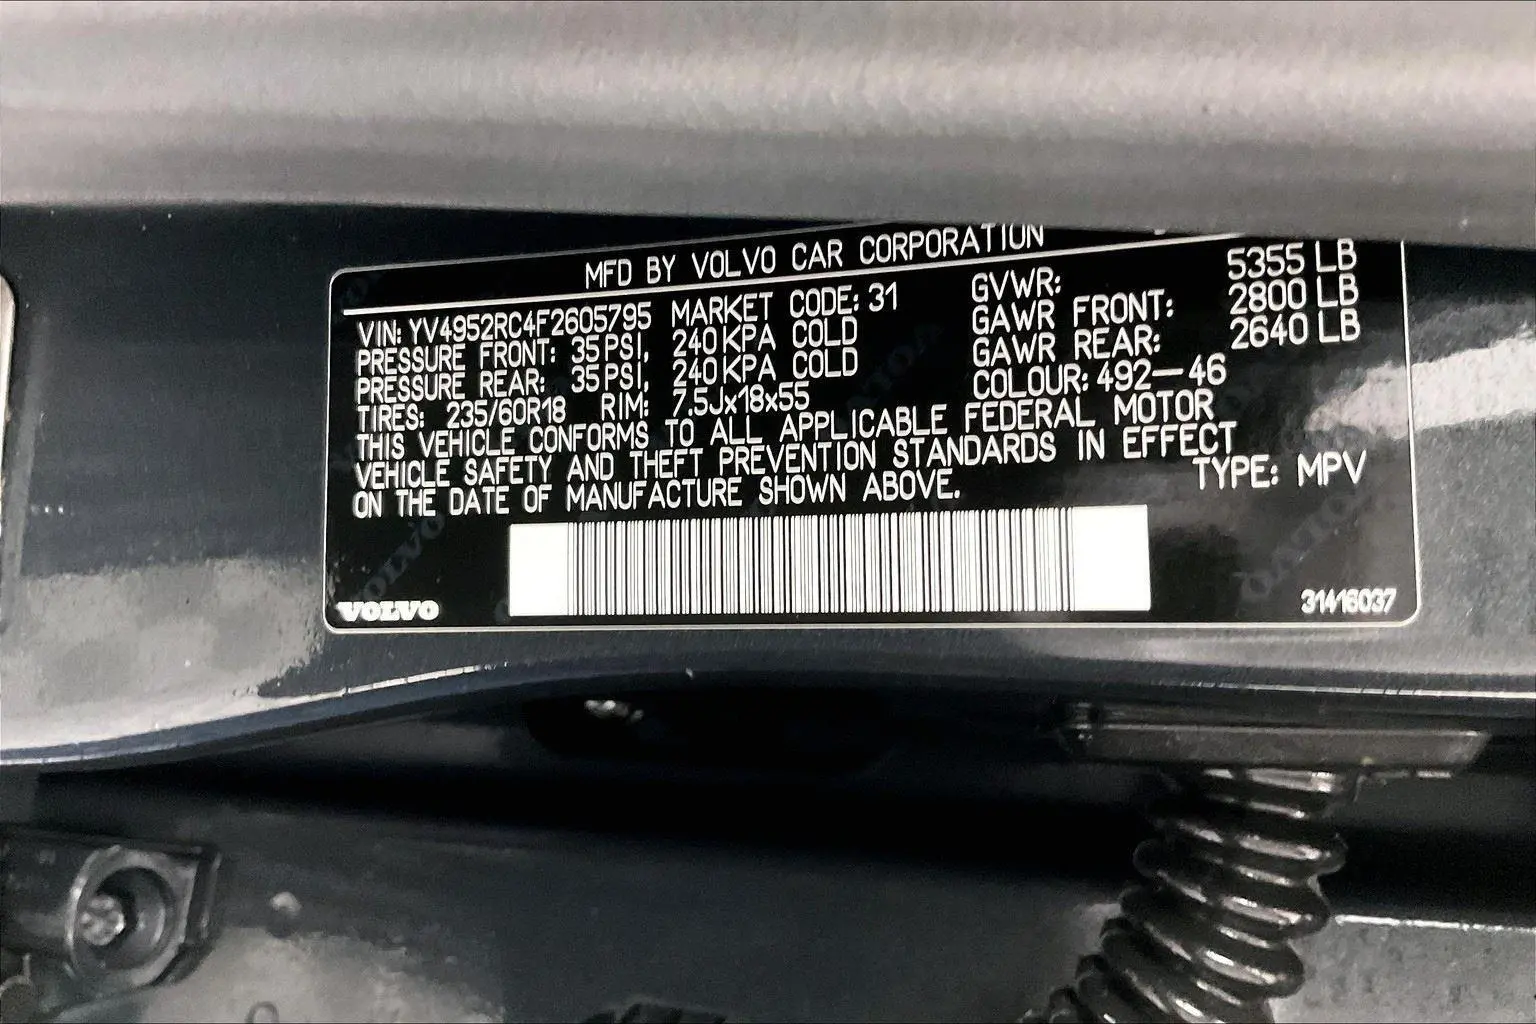 MFD BY VOLVO CAR CORPORATION
VIN: YV4952RC4F2605795 MARKET CODE: 31 GVWR: 5355 LB
PRESSURE FRONT: 35 PSI, 240 KPA COLD GAWR FRONT: 2800 LB
PRESSURE REAR: 35 PSI, 240 KPA COLD GAWR REAR: 2640 LB
TIRES: 235/60R18 RIM: 7.5Jx18x55 COLOUR: 492-46
THIS VEHICLE CONFORMS TO ALL APPLICABLE FEDERAL MOTOR
VEHICLE SAFETY AND THEFT PREVENTION STANDARDS IN EFFECT
ON THE DATE OF MANUFACTURE SHOWN ABOVE. TYPE: MPV
VOLVO 31416037